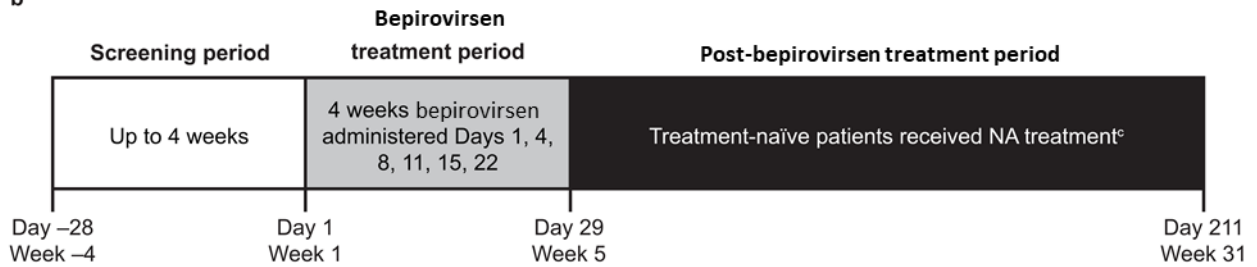 b
Bepirovirsen
treatment period
Screening period
Post-bepirovirsen treatment period
Up to 4 weeks
4 weeks bepirovirsen
administered Days 1, 4,
8, 11, 15, 22
Treatment-naïve patients received NA treatmentᶜ
Day –28
Week –4
Day 1
Week 1
Day 29
Week 5
Day 211
Week 31